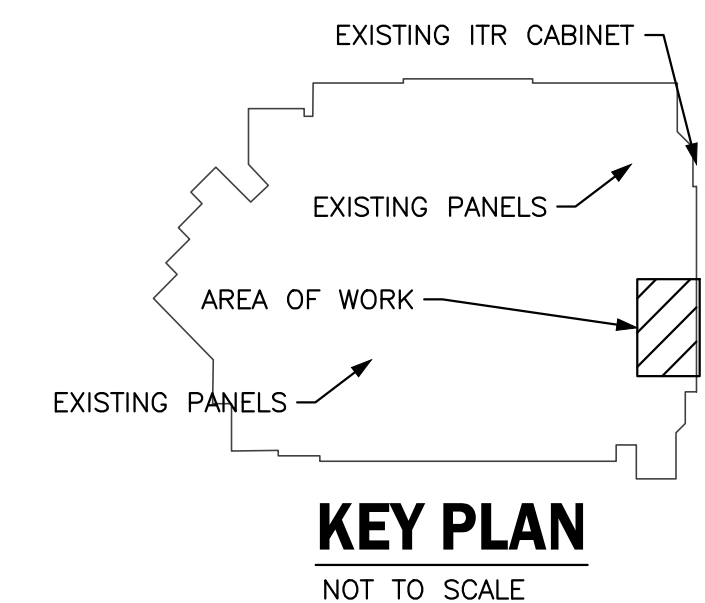 EXISTING ITR CABINET
EXISTING PANELS
AREA OF WORK
EXISTING PANELS
KEY PLAN
NOT TO SCALE